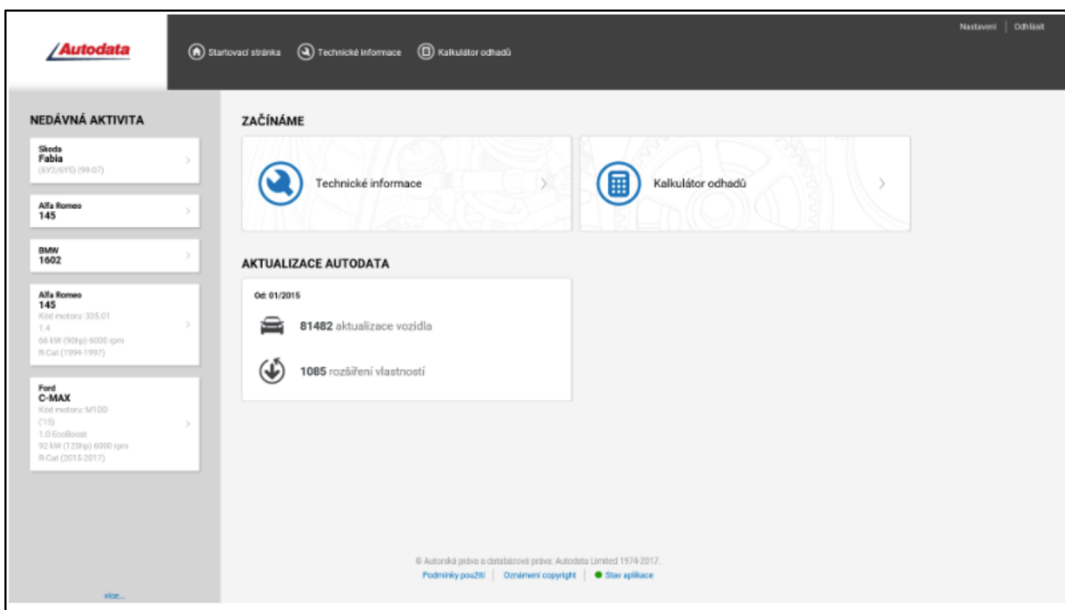 Nastavení | Odhlásit
Autodata
Startovací stránka
Technické informace
Kalkulátor odhadů
NEDÁVNÁ AKTIVITA
Skoda
Fabia
(6Y2/6Y5) (99-07)
Alfa Romeo
145
BMW
1602
Alfa Romeo
145
Kód motoru: 335.01
1.4
66 kW (90hp) 6000 rpm
R-Cat (1994-1997)
Ford
C-MAX
Kód motoru: M1DD
('15)
1.0 EcoBoost
92 kW (120hp) 6000 rpm
R-Cat (2015-2017)
více...
ZAČÍNÁME
Technické informace
Kalkulátor odhadů
AKTUALIZACE AUTODATA
Od: 01/2015
81482 aktualizace vozidla
1085 rozšíření vlastností
© Autorská práva a databázová práva: Autodata Limited 1974-2017.
Podmínky použití | Oznámení copyright | Stav aplikace